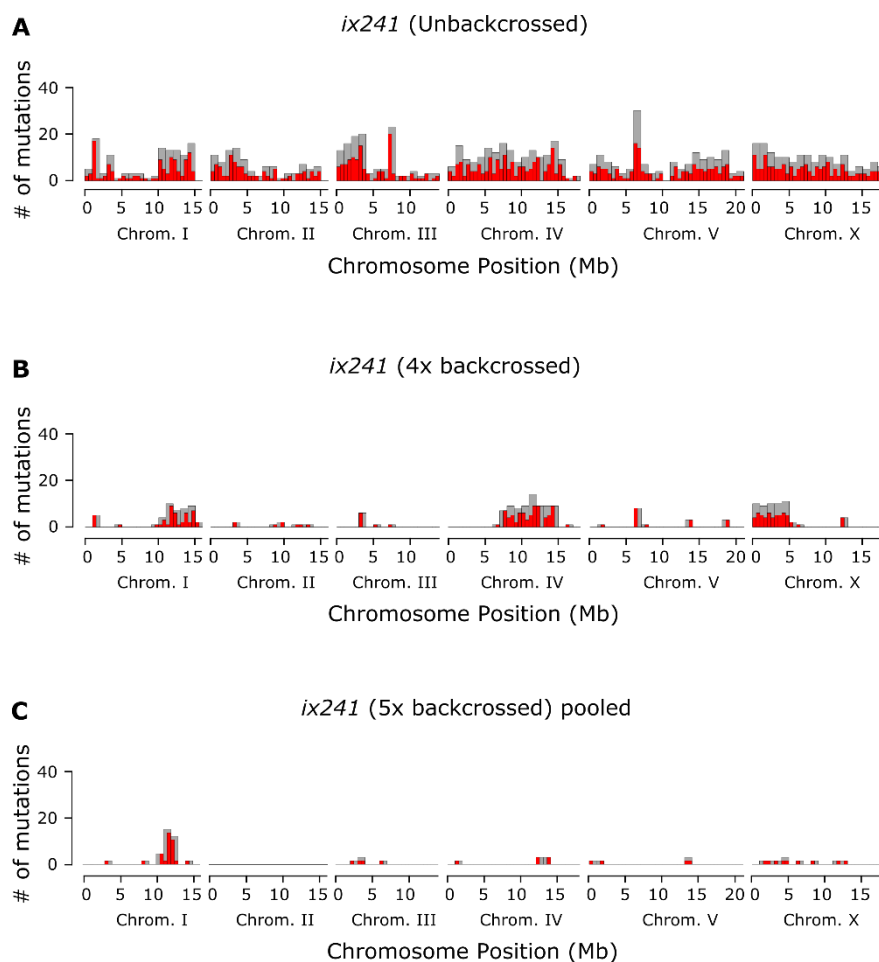 A
ix241 (Unbackcrossed)
# of mutations
40
20
0
0 5 10 15 0 5 10 15 0 5 10 0 5 10 15 0 5 10 15 20 0 5 10 15
Chrom. I Chrom. II Chrom. III Chrom. IV Chrom. V Chrom. X
Chromosome Position (Mb)
B
ix241 (4x backcrossed)
# of mutations
40
20
0
0 5 10 15 0 5 10 15 0 5 10 0 5 10 15 0 5 10 15 20 0 5 10 15
Chrom. I Chrom. II Chrom. III Chrom. IV Chrom. V Chrom. X
Chromosome Position (Mb)
C
ix241 (5x backcrossed) pooled
# of mutations
40
20
0
0 5 10 15 0 5 10 15 0 5 10 0 5 10 15 0 5 10 15 20 0 5 10 15
Chrom. I Chrom. II Chrom. III Chrom. IV Chrom. V Chrom. X
Chromosome Position (Mb)